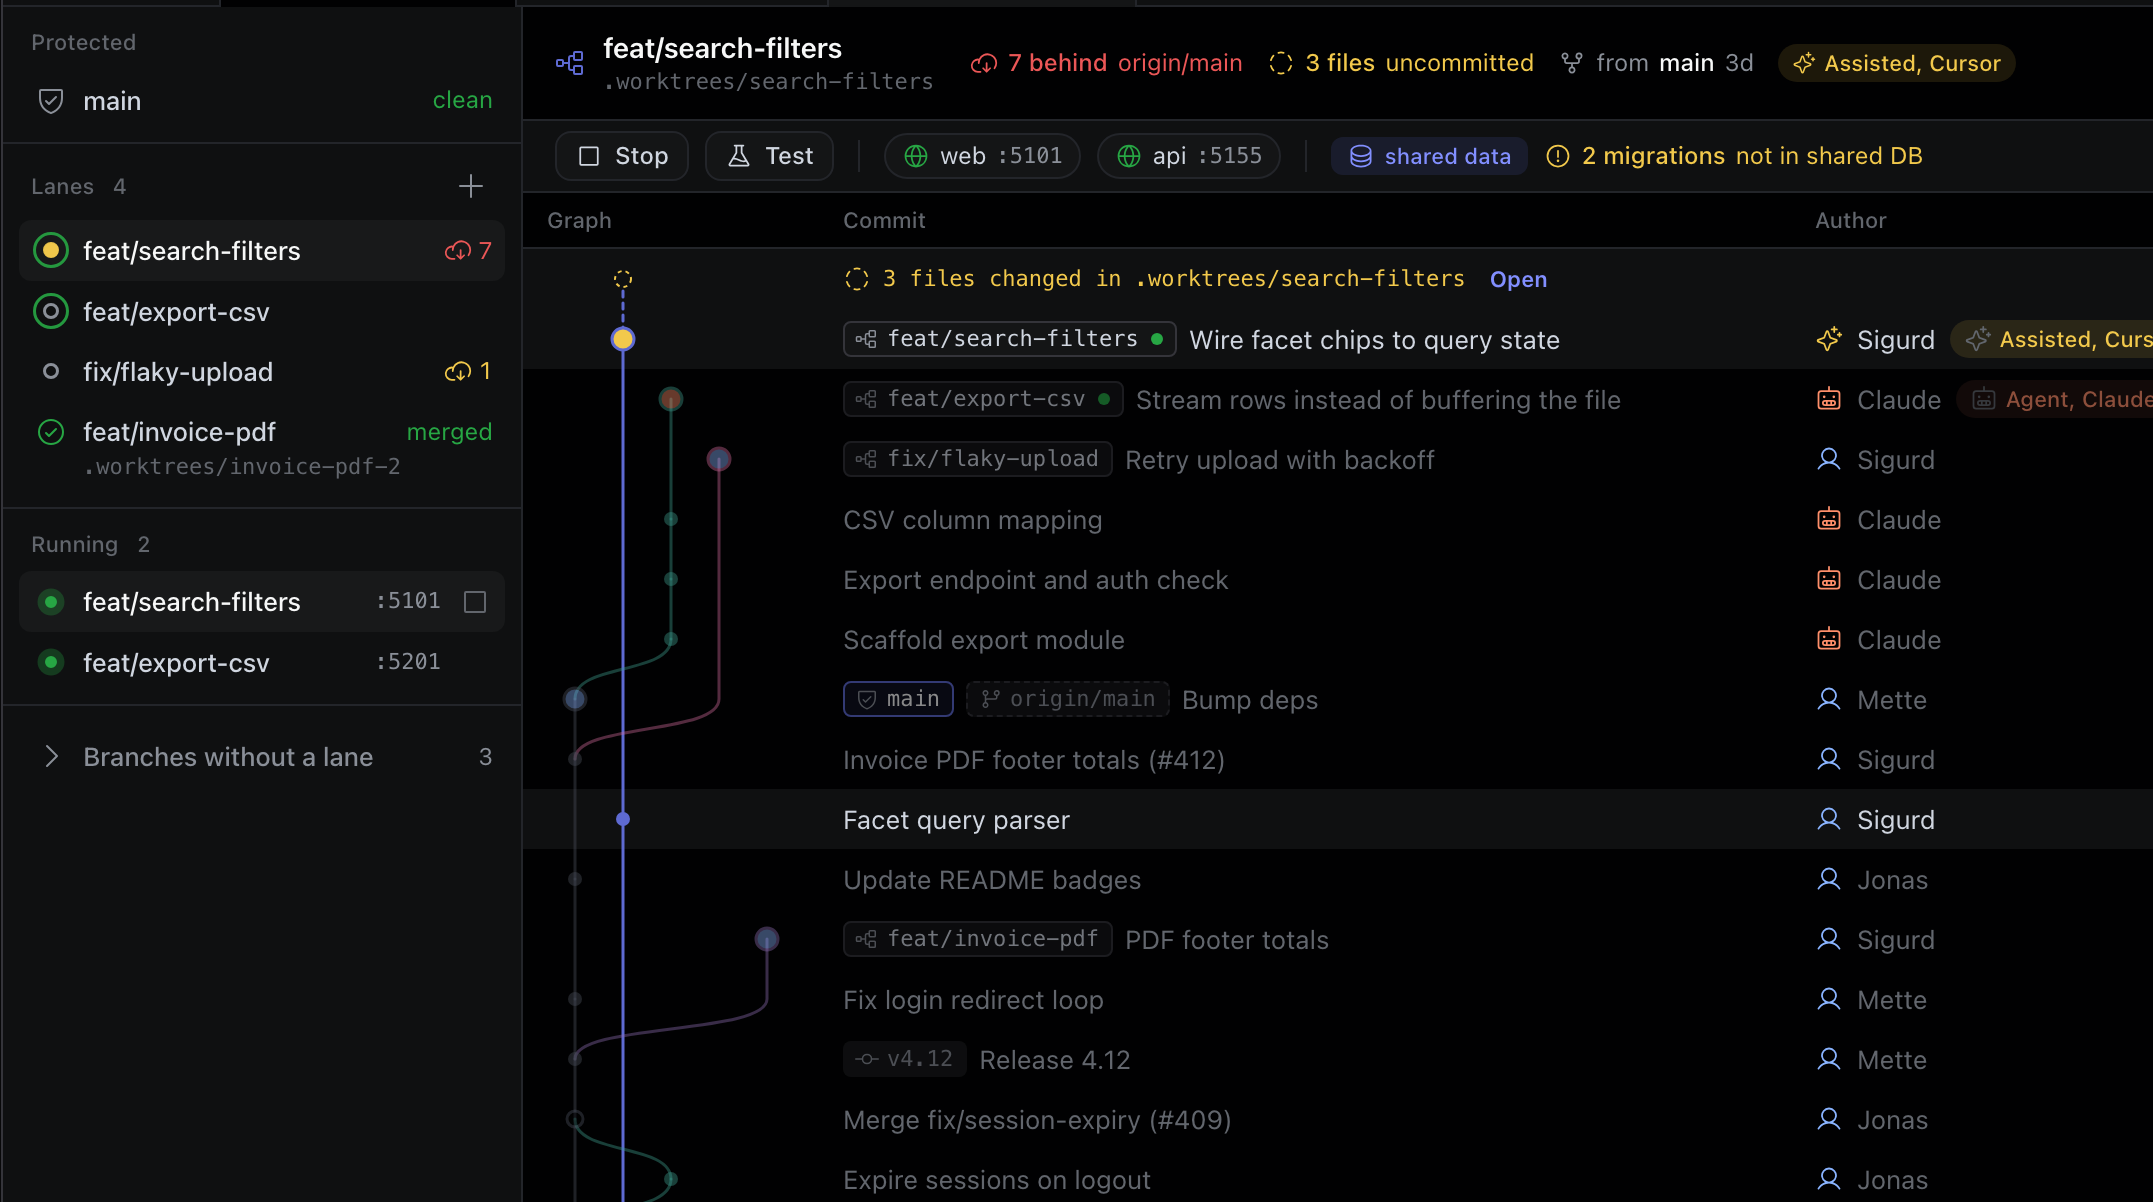 Protected
main clean
Lanes 4
feat/search-filters 7
feat/export-csv
fix/flaky-upload 1
feat/invoice-pdf merged
.worktrees/invoice-pdf-2
Running 2
feat/search-filters :5101
feat/export-csv :5201
Branches without a lane 3
feat/search-filters
.worktrees/search-filters
7 behind origin/main 3 files uncommitted from main 3d Assisted, Cursor
Stop Test web :5101 api :5155 shared data 2 migrations not in shared DB
Graph Commit Author
3 files changed in .worktrees/search-filters Open
feat/search-filters Wire facet chips to query state Sigurd Assisted, Curs
feat/export-csv Stream rows instead of buffering the file Claude Agent, Claude
fix/flaky-upload Retry upload with backoff Sigurd
CSV column mapping Claude
Export endpoint and auth check Claude
Scaffold export module Claude
main origin/main Bump deps Mette
Invoice PDF footer totals (#412) Sigurd
Facet query parser Sigurd
Update README badges Jonas
feat/invoice-pdf PDF footer totals Sigurd
Fix login redirect loop Mette
v4.12 Release 4.12 Mette
Merge fix/session-expiry (#409) Jonas
Expire sessions on logout Jonas